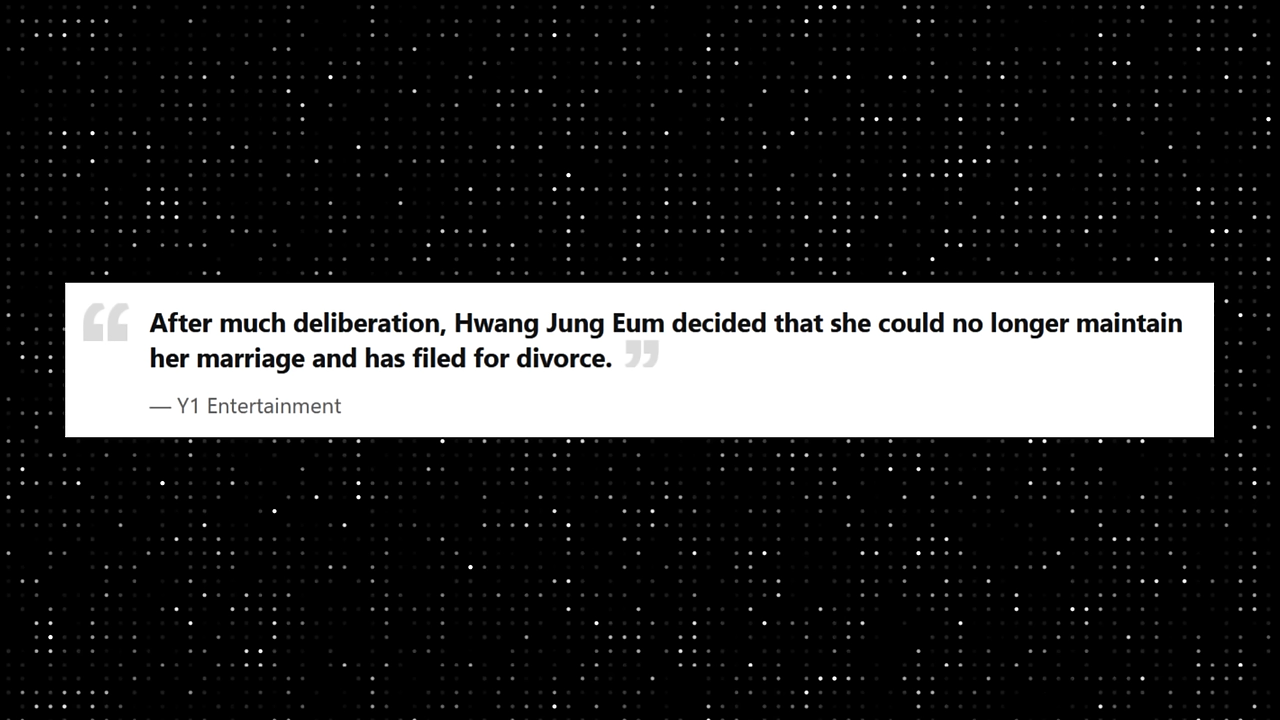 “ After much deliberation, Hwang Jung Eum decided that she could no longer maintain
her marriage and has filed for divorce. ”
— Y1 Entertainment